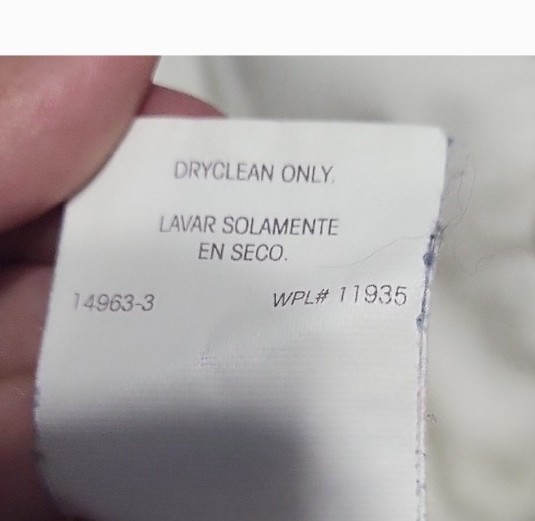 DRYCLEAN ONLY.
LAVAR SOLAMENTE
EN SECO.
14963-3 WPL# 11935